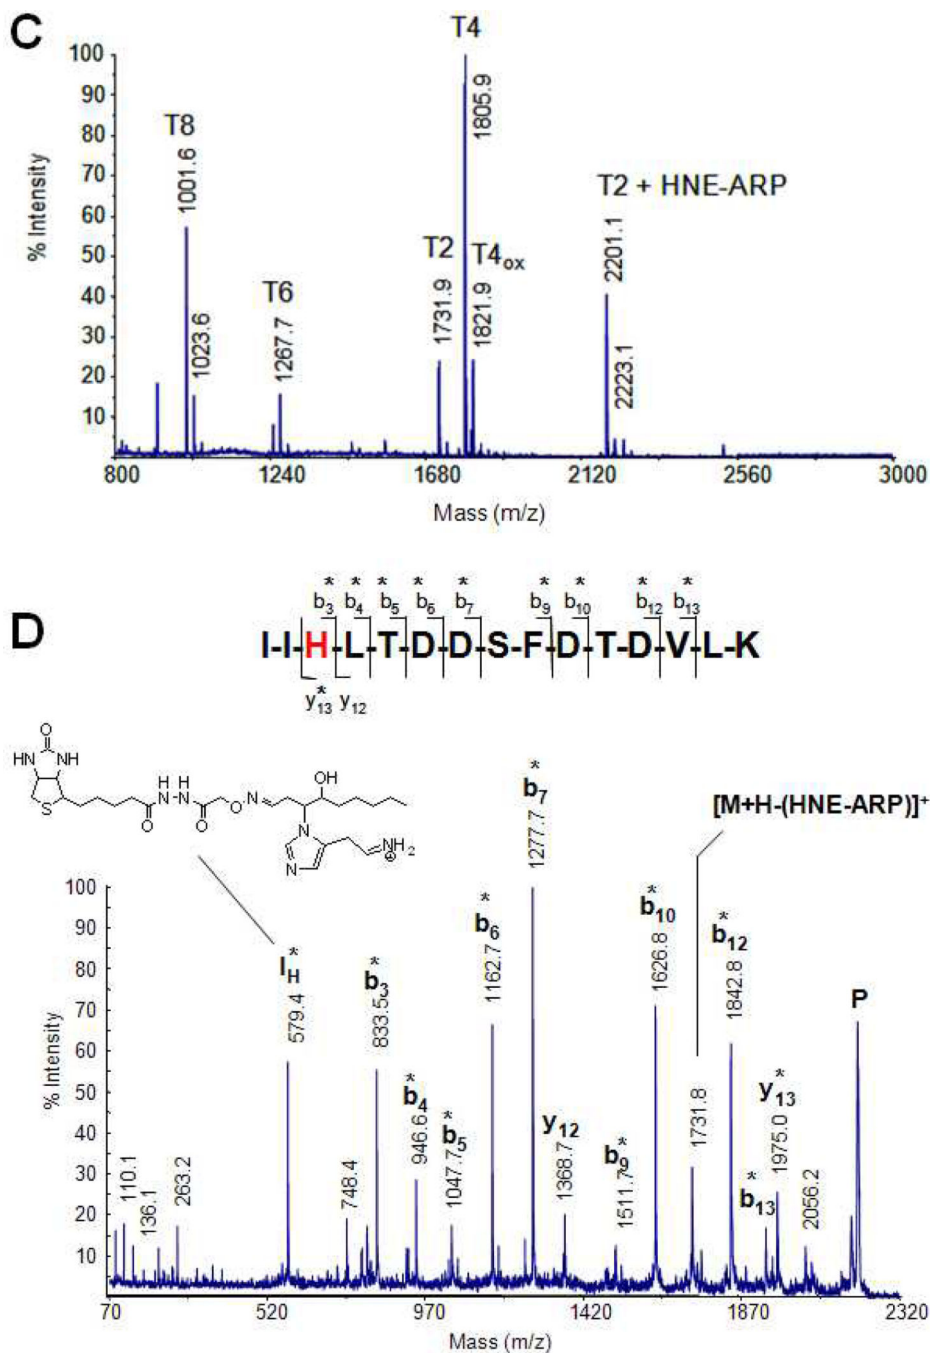 C
T4
100
1805.9
90
T8
80
1001.6
70
T2 + HNE-ARP
% Intensity
60
2201.1
50
T2
T4ox
40
T6
1731.9
1821.9
30
1023.6
1267.7
2223.1
20
10
800
1240
1680
2120
2560
3000
Mass (m/z)
* * * * * * * * *
b3 b4 b5 b6 b7 b9 b10 b12 b13
D
I-I-H-L-T-D-D-S-F-D-T-D-V-L-K
y13* y12
O
HN NH
S
O
H H
N-N
O
O
N
OH
N
N
NH2
⊕
[M+H-(HNE-ARP)]+
b7*
1277.7
100
90
b6*
1162.7
b10*
1626.8
b12*
1842.8
80
IH*
579.4
b3*
833.5
P
70
60
% Intensity
50
b4*
946.6
b5*
1047.7
y12
1368.7
b9*
1511.7
1731.8
y13*
1975.0
40
30
110.1
136.1
263.2
748.4
b13*
2056.2
20
10
70
520
970
1420
1870
2320
Mass (m/z)